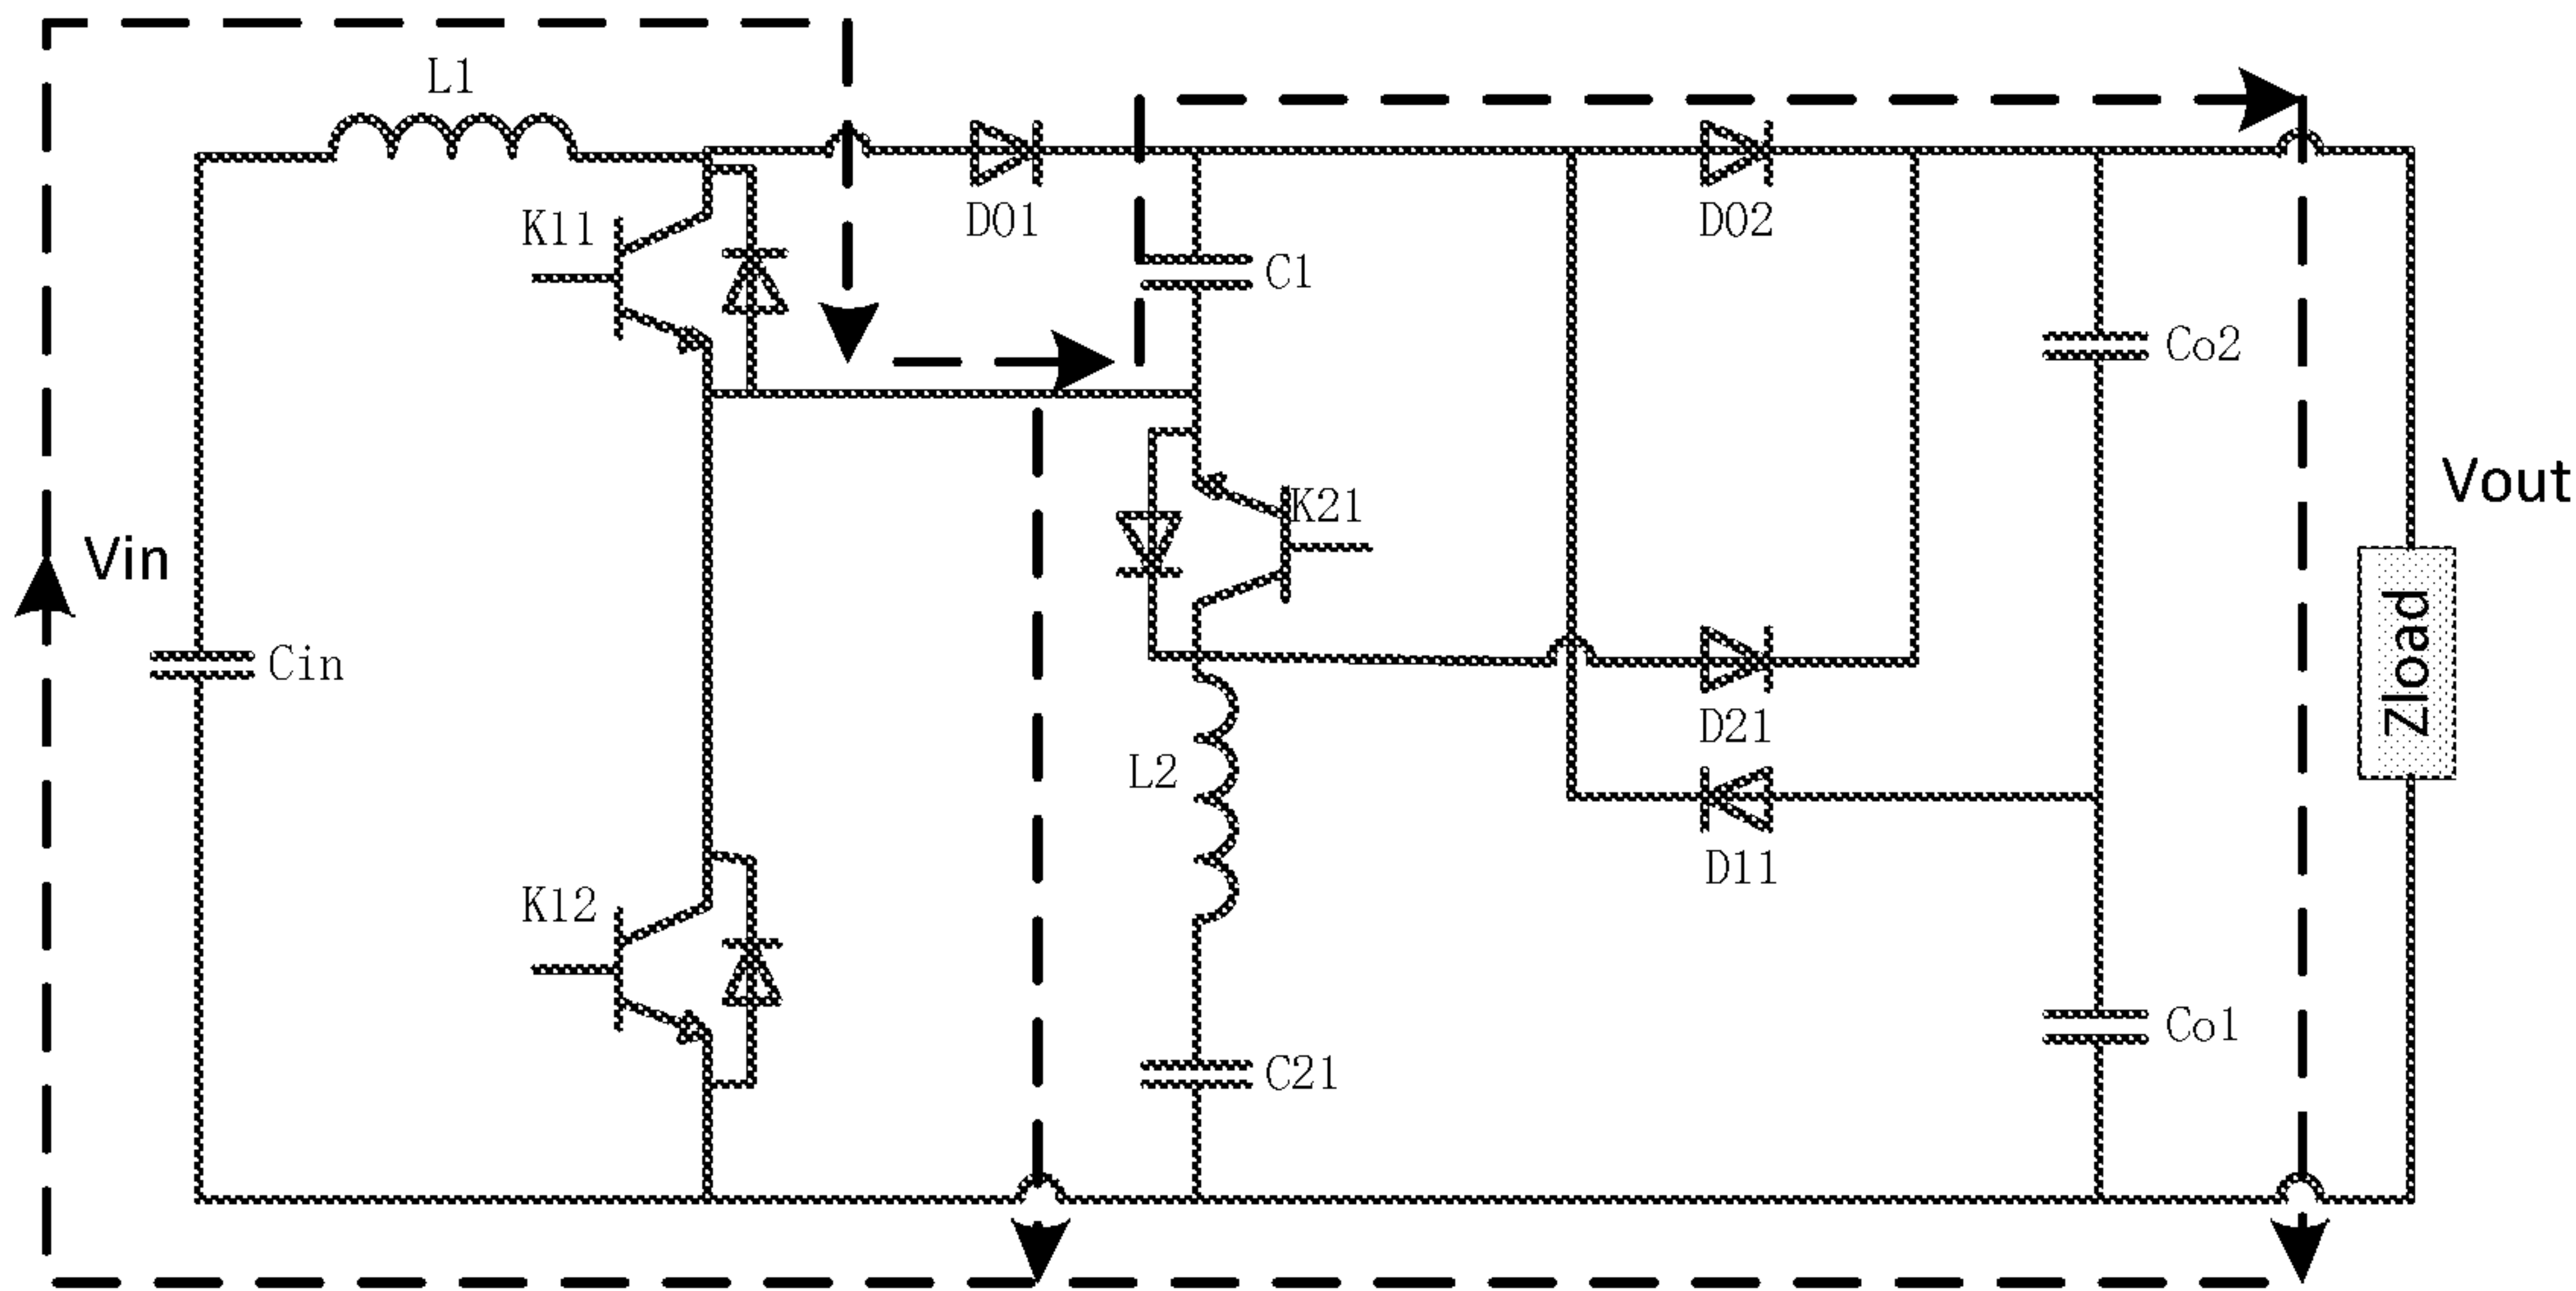 L1
K11
D01
C1
D02
Co2
Vin
Cin
K21
Vout
Zload
D21
L2
D11
K12
C21
Co1